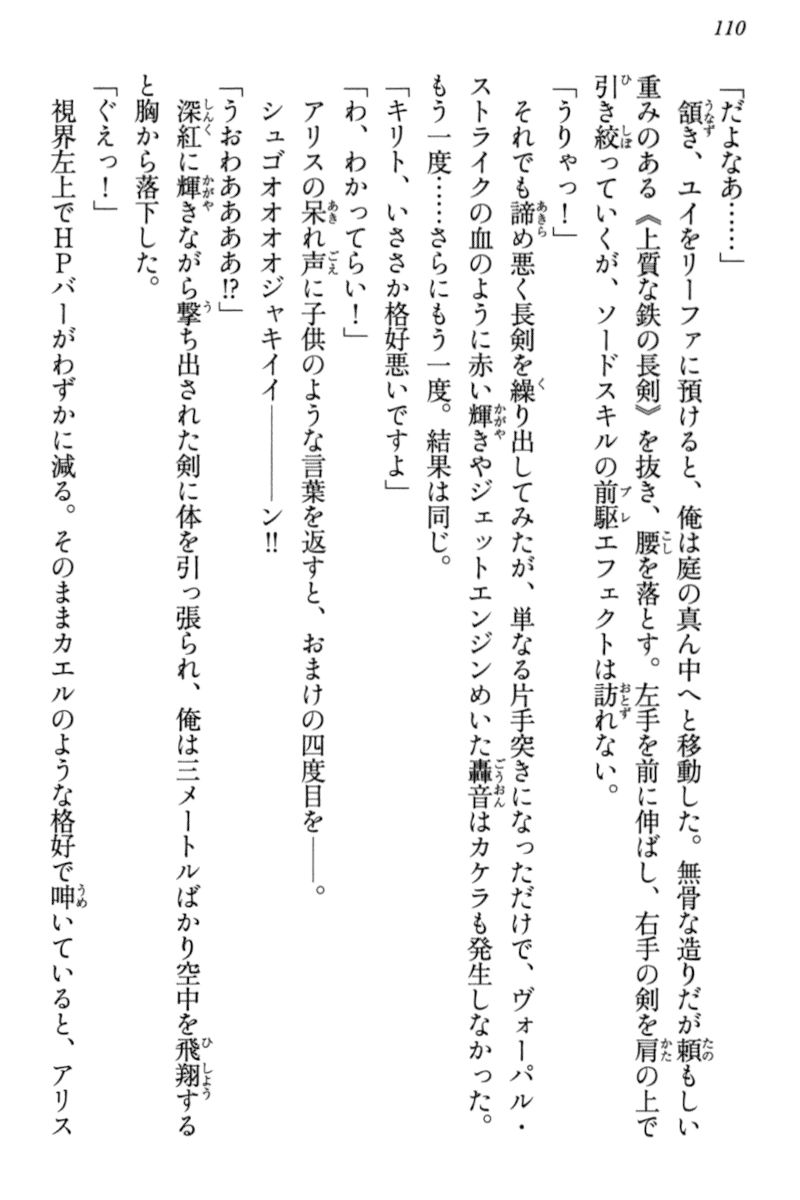 110
「だよなあ……」
頷き、ユイをリーファに預けると、俺は庭の真ん中へと移動した。無骨な造りだが頼もしい
重みのある《上質な鉄の長剣》を抜き、腰を落とす。左手を前に伸ばし、右手の剣を肩の上で
引き絞っていくが、ソードスキルの前駆エフェクトは訪れない。
「うりゃっ！」
それでも諦め悪く長剣を繰り出してみたが、単なる片手突きになっただけで、ヴォーパル・
ストライクの血のように赤い輝きやジェットエンジンめいた轟音はカケラも発生しなかった。
もう一度……さらにもう一度。結果は同じ。
「キリト、いささか格好悪いですよ」
「わ、わかってらい！」
アリスの呆れ声に子供のような言葉を返すと、おまけの四度目を――。
シュゴオオオオオジャキイイ――――ン!!
「うおわああああ!?」
深紅に輝きながら撃ち出された剣に体を引っ張られ、俺は三メートルばかり空中を飛翔する
と胸から落下した。
「ぐえっ！」
視界左上でＨＰバーがわずかに減る。そのままカエルのような格好で呻いていると、アリス